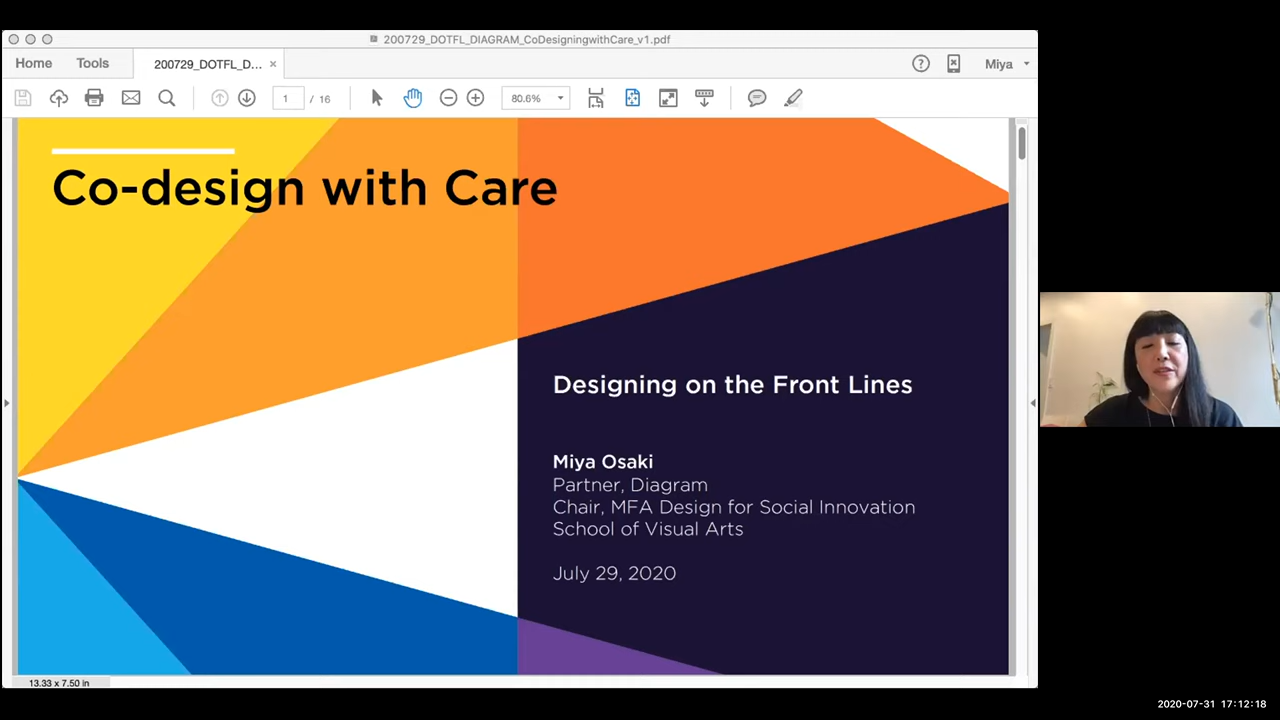 200729_DOTFL_DIAGRAM_CoDesigningwithCare_v1.pdf
Home
Tools
200729_DOTFL_D...
Miya
1 / 16
80.6%
Co-design with Care
Designing on the Front Lines
Miya Osaki
Partner, Diagram
Chair, MFA Design for Social Innovation
School of Visual Arts
July 29, 2020
13.33 x 7.50 in
2020-07-31 17:12:18